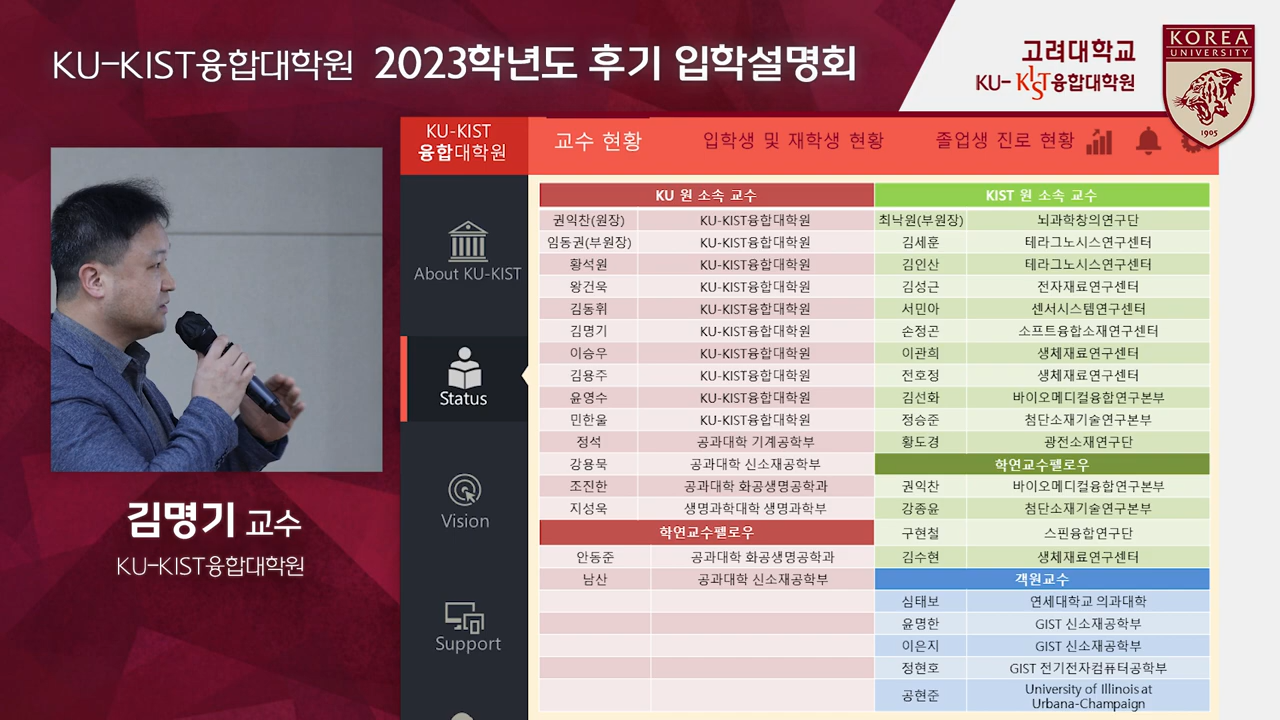 KU-KIST융합대학원 2023학년도 후기 입학설명회
고려대학교
KU-KIST융합대학원
KOREA
UNIVERSITY
1905
KU-KIST
융합대학원
교수 현황 입학생 및 재학생 현황 졸업생 진로 현황
About KU-KIST
Status
Vision
Support
KU 원 소속 교수
권익찬(원장) KU-KIST융합대학원
임동권(부원장) KU-KIST융합대학원
황석원 KU-KIST융합대학원
왕건욱 KU-KIST융합대학원
김동휘 KU-KIST융합대학원
김명기 KU-KIST융합대학원
이승우 KU-KIST융합대학원
김용주 KU-KIST융합대학원
윤영수 KU-KIST융합대학원
민한울 KU-KIST융합대학원
정석 공과대학 기계공학부
강용묵 공과대학 신소재공학부
조진한 공과대학 화공생명공학과
지성욱 생명과학대학 생명과학부
학연교수펠로우
안동준 공과대학 화공생명공학과
남산 공과대학 신소재공학부
KIST 원 소속 교수
최낙원(부원장) 뇌과학창의연구단
김세훈 테라그노시스연구센터
김인산 테라그노시스연구센터
김성근 전자재료연구센터
서민아 센서시스템연구센터
손정곤 소프트융합소재연구센터
이관희 생체재료연구센터
전호정 생체재료연구센터
김선화 바이오메디컬융합연구본부
정승준 첨단소재기술연구본부
황도경 광전소재연구단
학연교수펠로우
권익찬 바이오메디컬융합연구본부
강종윤 첨단소재기술연구본부
구현철 스핀융합연구단
김수현 생체재료연구센터
객원교수
심태보 연세대학교 의과대학
윤명한 GIST 신소재공학부
이은지 GIST 신소재공학부
정현호 GIST 전기전자컴퓨터공학부
공현준 University of Illinois at
Urbana-Champaign
김명기 교수
KU-KIST융합대학원